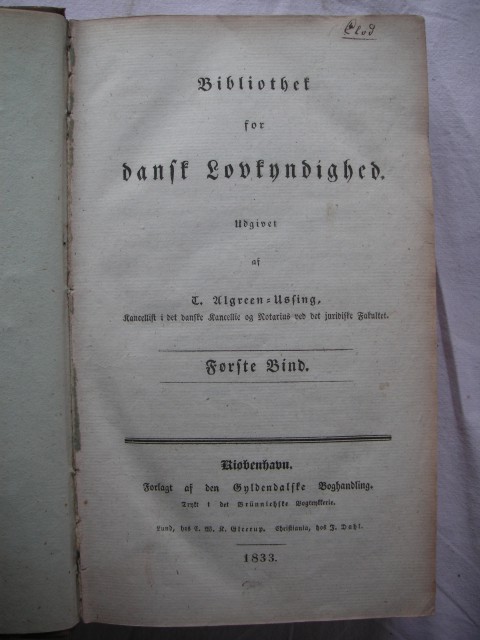 Clod
Bibliothek
for
dansk Lovkyndighed.
Udgivet
af
T. Algreen-Ussing,
Kancellist i det danske Kancellie og Notarius ved det juridiske Fakultet.
Første Bind.
Kiøbenhavn.
Forlagt af den Gyldendalske Boghandling.
Trykt i det Brünnichske Bogtrykkerie.
Lund, hos C. W. K. Gleerup. Christiania, hos J. Dahl.
1833.